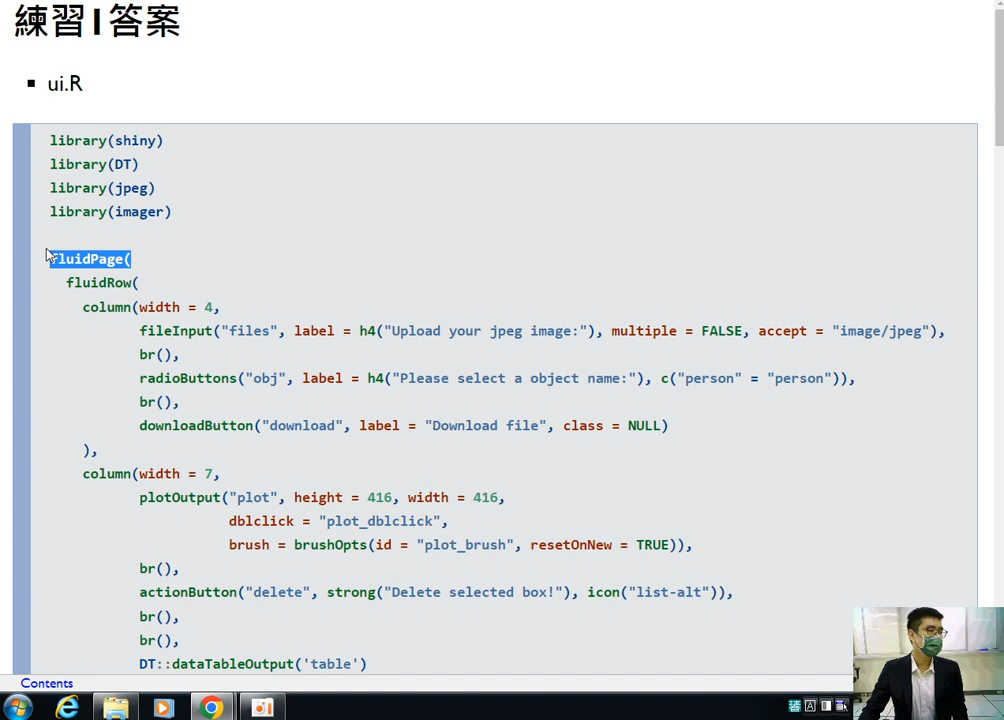 練習1答案
ui.R
library(shiny)
library(DT)
library(jpeg)
library(imager)
fluidPage(
fluidRow(
column(width = 4,
fileInput("files", label = h4("Upload your jpeg image:"), multiple = FALSE, accept = "image/jpeg"),
br(),
radioButtons("obj", label = h4("Please select a object name:"), c("person" = "person")),
br(),
downloadButton("download", label = "Download file", class = NULL)
),
column(width = 7,
plotOutput("plot", height = 416, width = 416,
dblclick = "plot_dblclick",
brush = brushOpts(id = "plot_brush", resetOnNew = TRUE)),
br(),
actionButton("delete", strong("Delete selected box!"), icon("list-alt")),
br(),
br(),
DT::dataTableOutput('table')
Contents